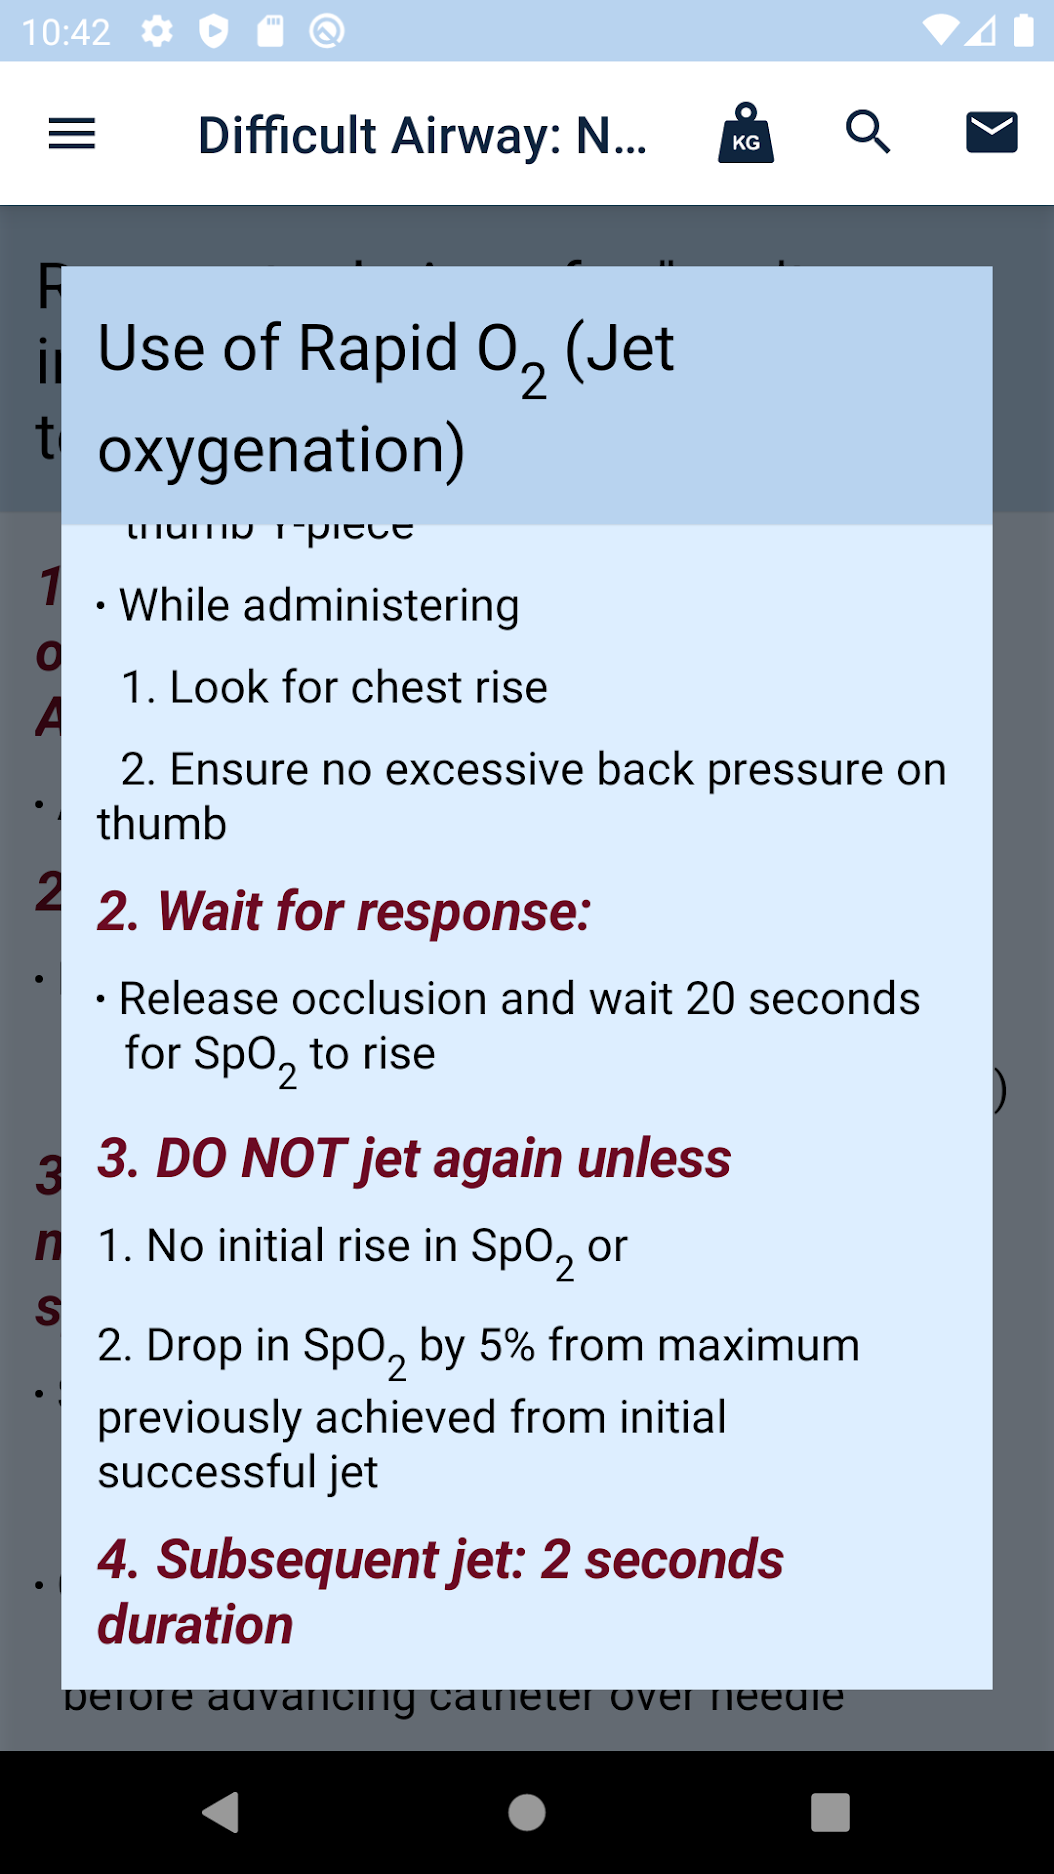 10:42
Difficult Airway: N...
KG
Use of Rapid O2 (Jet
oxygenation)
thumb Y-piece
• While administering
1. Look for chest rise
2. Ensure no excessive back pressure on
thumb
2. Wait for response:
• Release occlusion and wait 20 seconds
for SpO2 to rise
3. DO NOT jet again unless
1. No initial rise in SpO2 or
2. Drop in SpO2 by 5% from maximum
previously achieved from initial
successful jet
4. Subsequent jet: 2 seconds
duration
before advancing catheter over needle